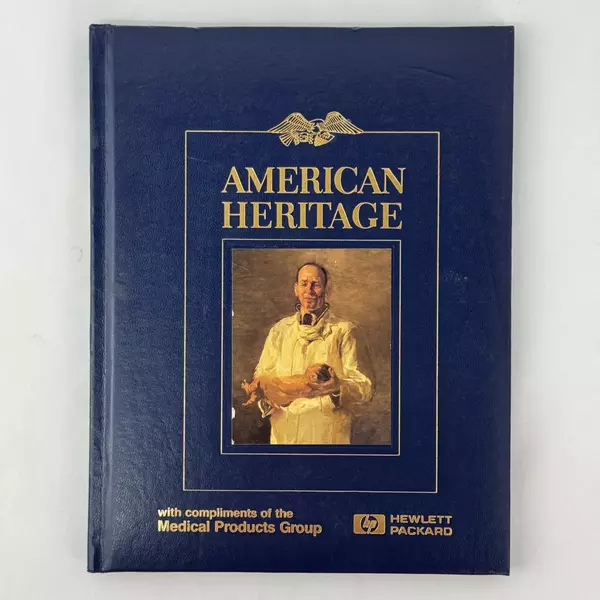 AMERICAN
HERITAGE
with compliments of the
Medical Products Group
hp HEWLETT
PACKARD